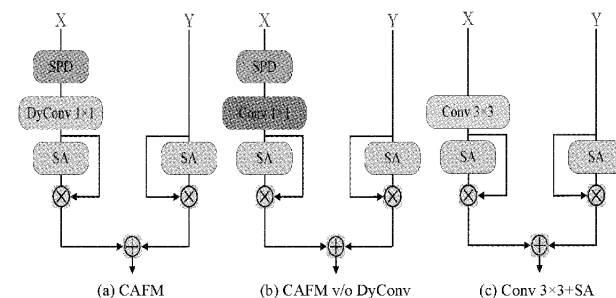 X Y X Y X Y
SPD SPD
DyConv 1×1 Conv 1×1 Conv 3×3
SA SA SA SA SA SA
(a) CAFM (b) CAFM v/o DyConv (c) Conv 3×3+SA